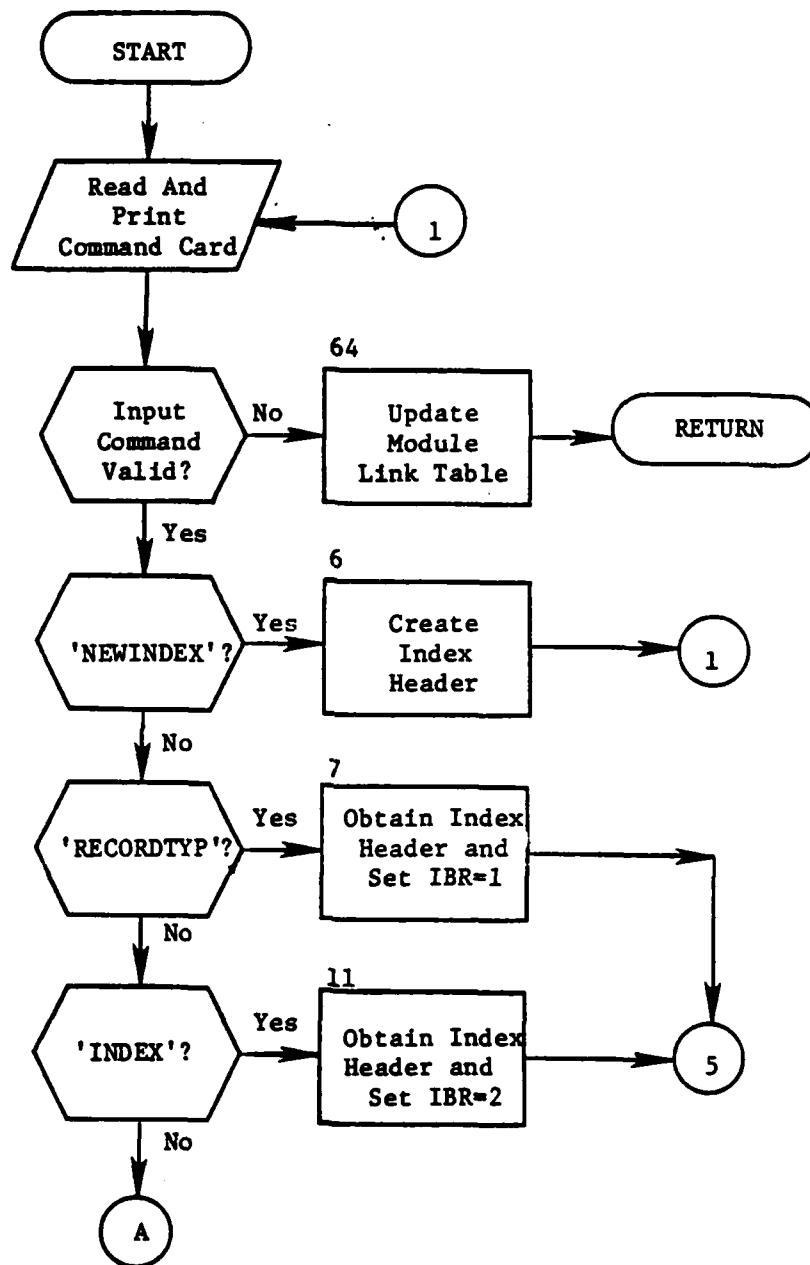 START
Read And
Print
Command Card
1
Input
Command
Valid?
No
64
Update
Module
Link Table
RETURN
Yes
'NEWINDEX'?
Yes
6
Create
Index
Header
1
No
'RECORDTYP'?
Yes
7
Obtain Index
Header and
Set IBR=1
No
'INDEX'?
Yes
11
Obtain Index
Header and
Set IBR=2
5
No
A